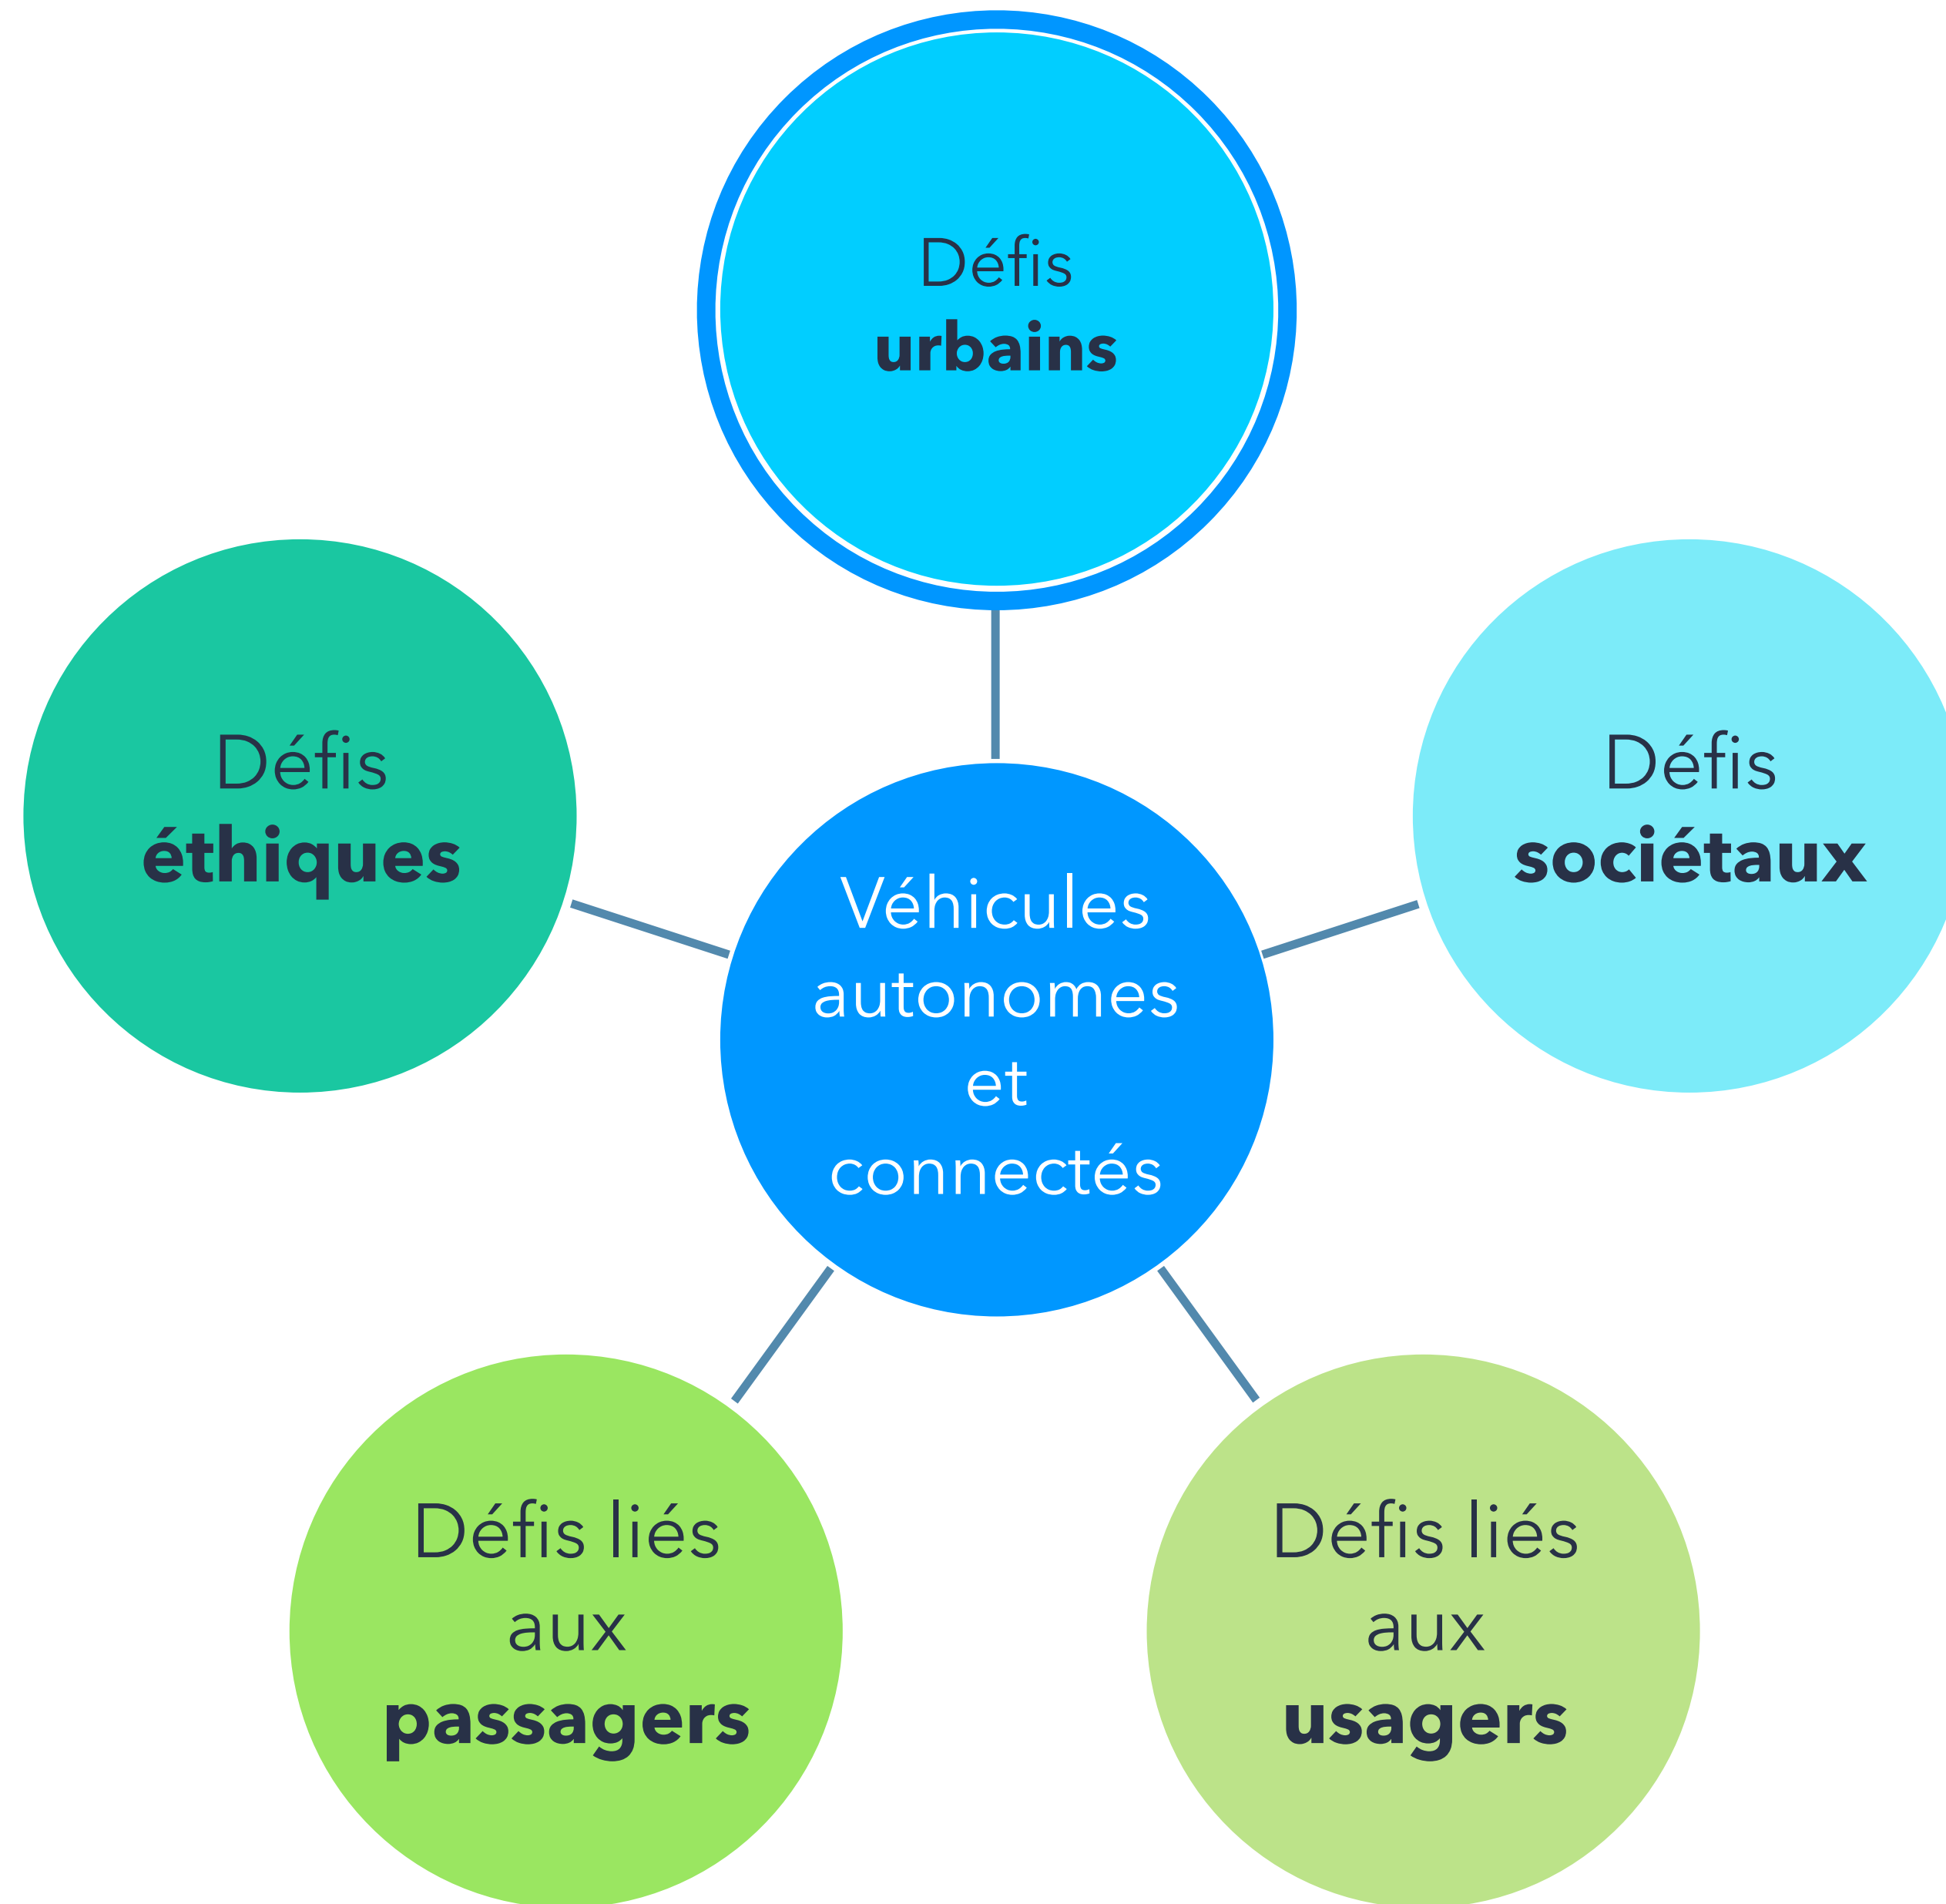 Défis
urbains
Défis
éthiques
Défis
sociétaux
Véhicules
autonomes
et
connectés
Défis liés
aux
passagers
Défis liés
aux
usagers